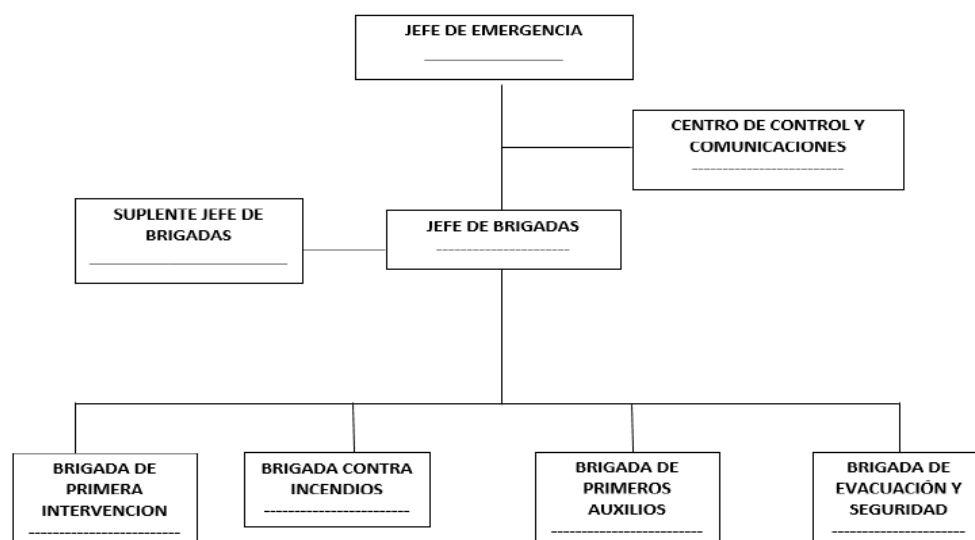 JEFE DE EMERGENCIA
CENTRO DE CONTROL Y
COMUNICACIONES
SUPLENTE JEFE DE
BRIGADAS
JEFE DE BRIGADAS
BRIGADA DE
PRIMERA
INTERVENCION
BRIGADA CONTRA
INCENDIOS
BRIGADA DE
PRIMEROS
AUXILIOS
BRIGADA DE
EVACUACIÓN Y
SEGURIDAD